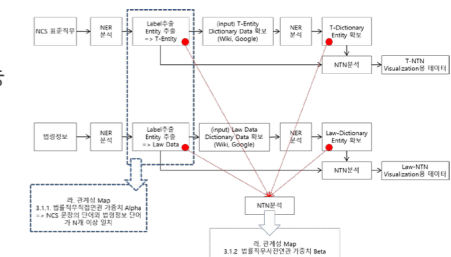 NCS 표준직무
NER
분석
Label추출
Entity 추출
=> T-Entity
(input) T-Entity
Dictionary Data 확보
(Wiki, Google)
NER
분석
T-Dictionary
Entity 확보
NTN분석
T-NTN
Visualization용 데이터
법령정보
NER
분석
Label추출
Entity 추출
=> Law Data
(input) Law Data
Dictionary Data 확보
(Wiki, Google)
NER
분석
Law-Dictionary
Entity 확보
NTN분석
Law-NTN
Visualization용 데이터
라. 관계성 Map
3.1.1. 법률직무직접연관 가중치 Alpha
=> NCS 문장의 단어와 법령정보 단어
가 N개 이상 일치
NTN분석
라. 관계성 Map
3.1.2 법률직무사전연관 가중치 Beta